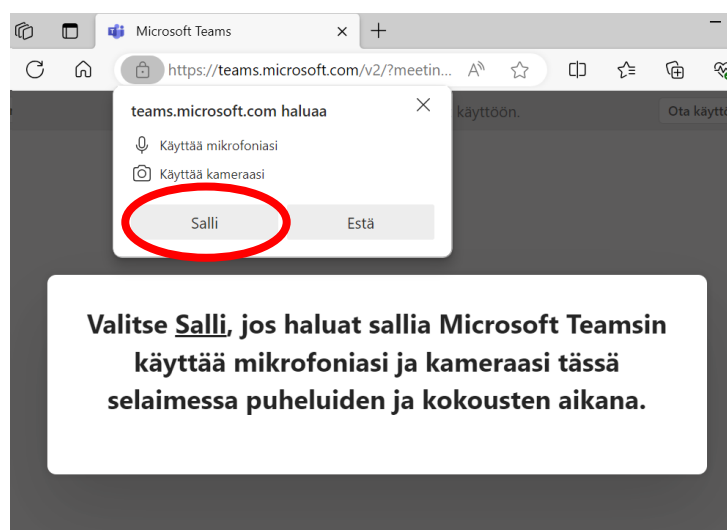 Microsoft Teams
https://teams.microsoft.com/v2/?meetin...
teams.microsoft.com haluaa
Käyttää mikrofoniasi
Käyttää kameraasi
Salli
Estä
käyttöön.
Ota käyttö
Valitse Salli, jos haluat sallia Microsoft Teamsin
käyttää mikrofoniasi ja kameraasi tässä
selaimessa puheluiden ja kokousten aikana.